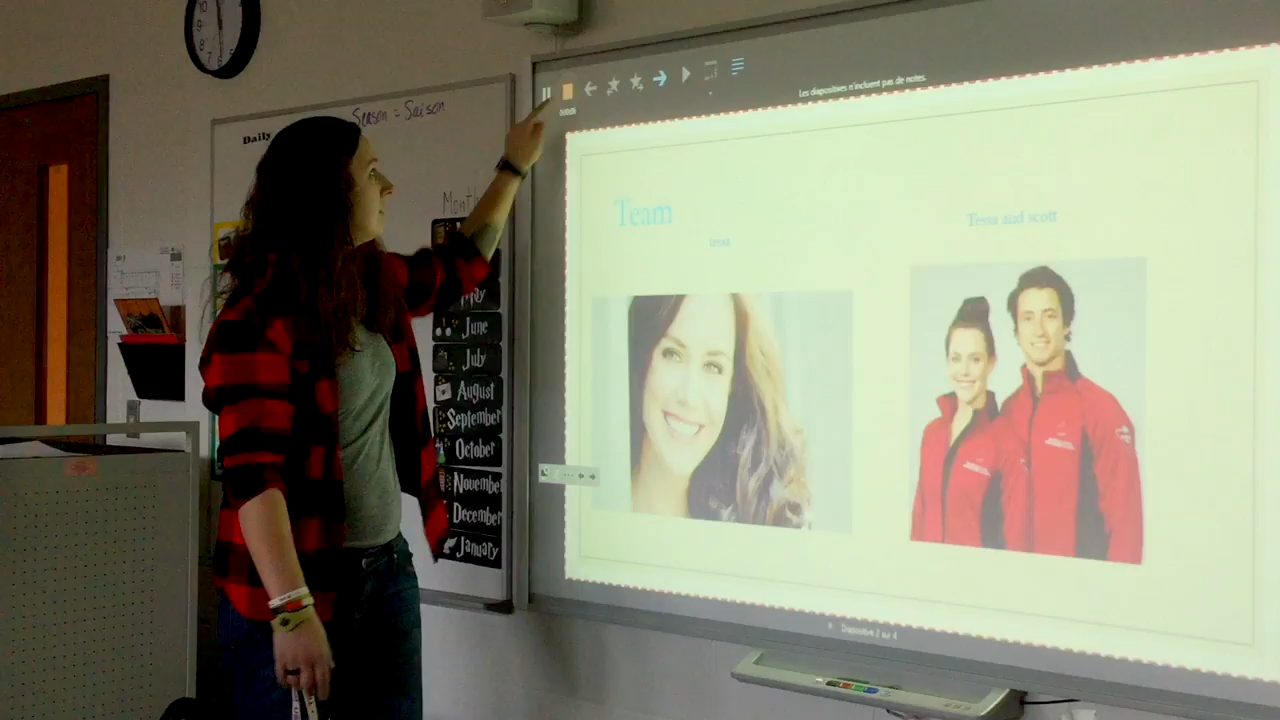 Daily
Season = Saison
Month
May
June
July
August
September
October
November
December
January
Les diapositives n'incluent pas de notes.
Team
tessa
Tessa and scott
Diapositive 2 sur 4